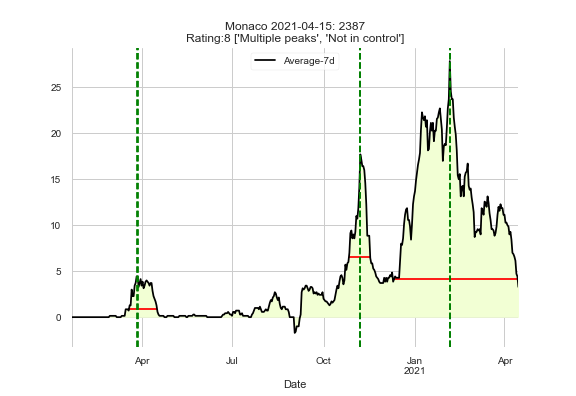 Monaco 2021-04-15: 2387
Rating:8 ['Multiple peaks', 'Not in control']
Average-7d
25
20
15
10
5
0
Apr Jul Oct Jan Apr
2021
Date